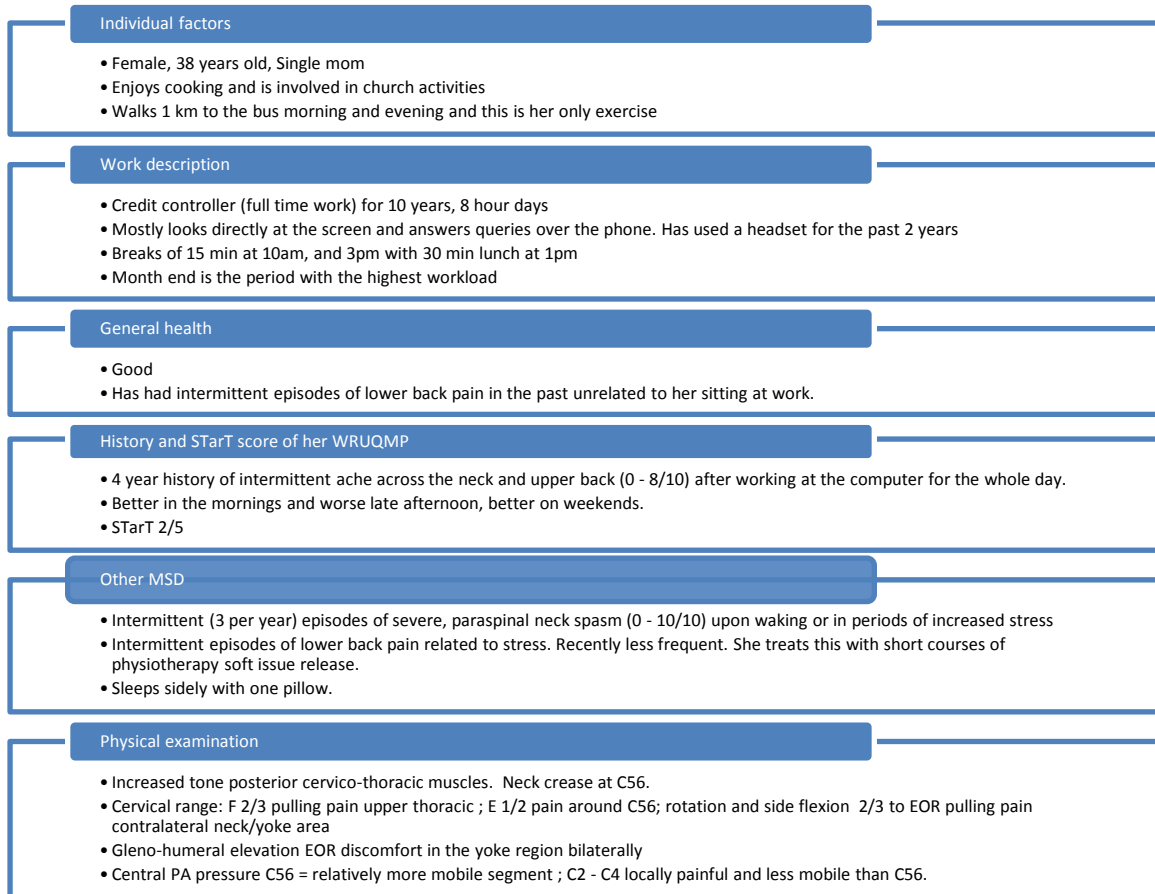 Individual factors
• Female, 38 years old, Single mom
• Enjoys cooking and is involved in church activities
• Walks 1 km to the bus morning and evening and this is her only exercise
Work description
• Credit controller (full time work) for 10 years, 8 hour days
• Mostly looks directly at the screen and answers queries over the phone. Has used a headset for the past 2 years
• Breaks of 15 min at 10am, and 3pm with 30 min lunch at 1pm
• Month end is the period with the highest workload
General health
• Good
• Has had intermittent episodes of lower back pain in the past unrelated to her sitting at work.
History and STarT score of her WRUQMP
• 4 year history of intermittent ache across the neck and upper back (0 - 8/10) after working at the computer for the whole day.
• Better in the mornings and worse late afternoon, better on weekends.
• STarT 2/5
Other MSD
• Intermittent (3 per year) episodes of severe, paraspinal neck spasm (0 - 10/10) upon waking or in periods of increased stress
• Intermittent episodes of lower back pain related to stress. Recently less frequent. She treats this with short courses of
physiotherapy soft issue release.
• Sleeps sidely with one pillow.
Physical examination
• Increased tone posterior cervico-thoracic muscles. Neck crease at C56.
• Cervical range: F 2/3 pulling pain upper thoracic ; E 1/2 pain around C56; rotation and side flexion 2/3 to EOR pulling pain
contralateral neck/yoke area
• Gleno-humeral elevation EOR discomfort in the yoke region bilaterally
• Central PA pressure C56 = relatively more mobile segment ; C2 - C4 locally painful and less mobile than C56.